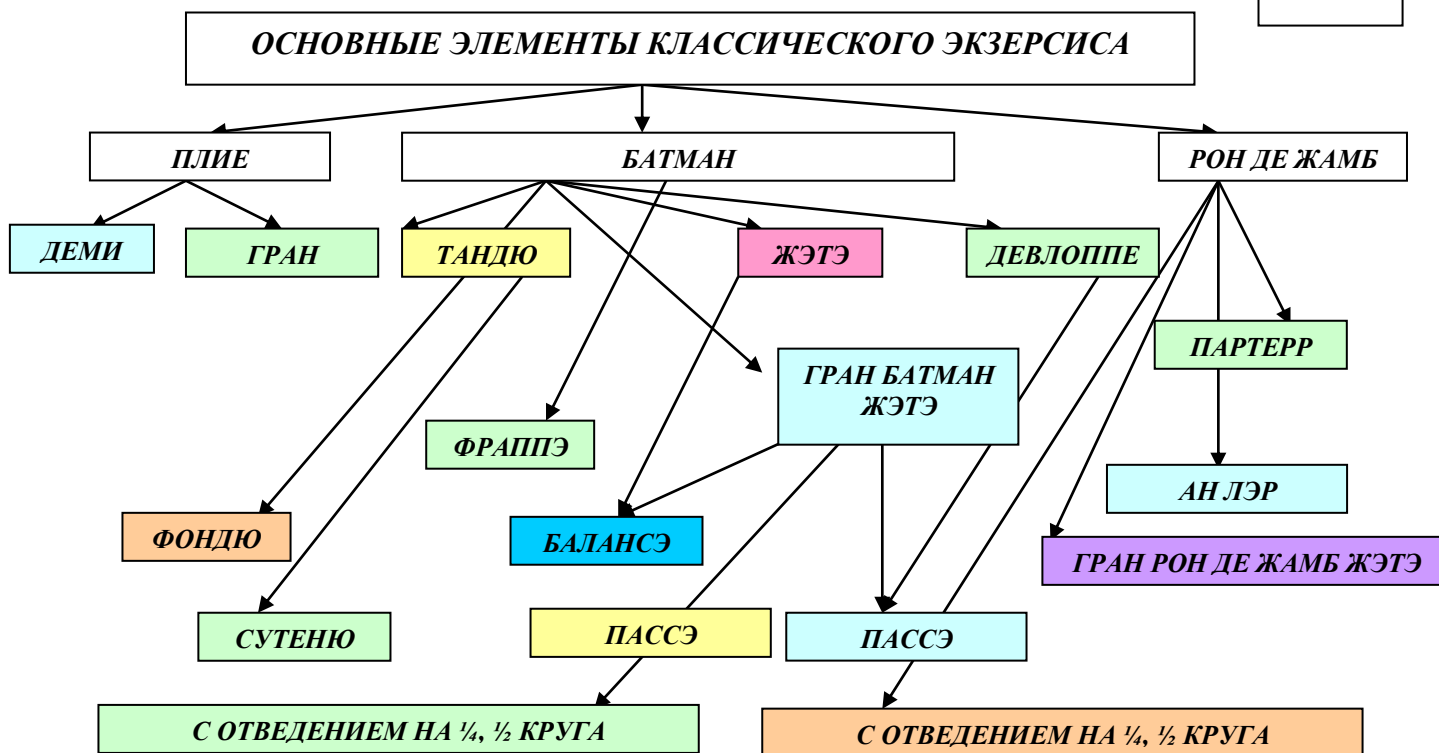 ОСНОВНЫЕ ЭЛЕМЕНТЫ КЛАССИЧЕСКОГО ЭКЗЕРСИСА
ПЛИЕ
БАТМАН
РОН ДЕ ЖАМБ
ДЕМИ
ГРАН
ТАНДЮ
ЖЭТЭ
ДЕВЛОППЕ
ПАРТЕРР
ГРАН БАТМАН
ЖЭТЭ
ФРАППЭ
АН ЛЭР
ФОНДЮ
БАЛАНСЭ
ГРАН РОН ДЕ ЖАМБ ЖЭТЭ
СУТЕНЮ
ПАССЭ
ПАССЭ
С ОТВЕДЕНИЕМ НА ¼, ½ КРУГА
С ОТВЕДЕНИЕМ НА ¼, ½ КРУГА